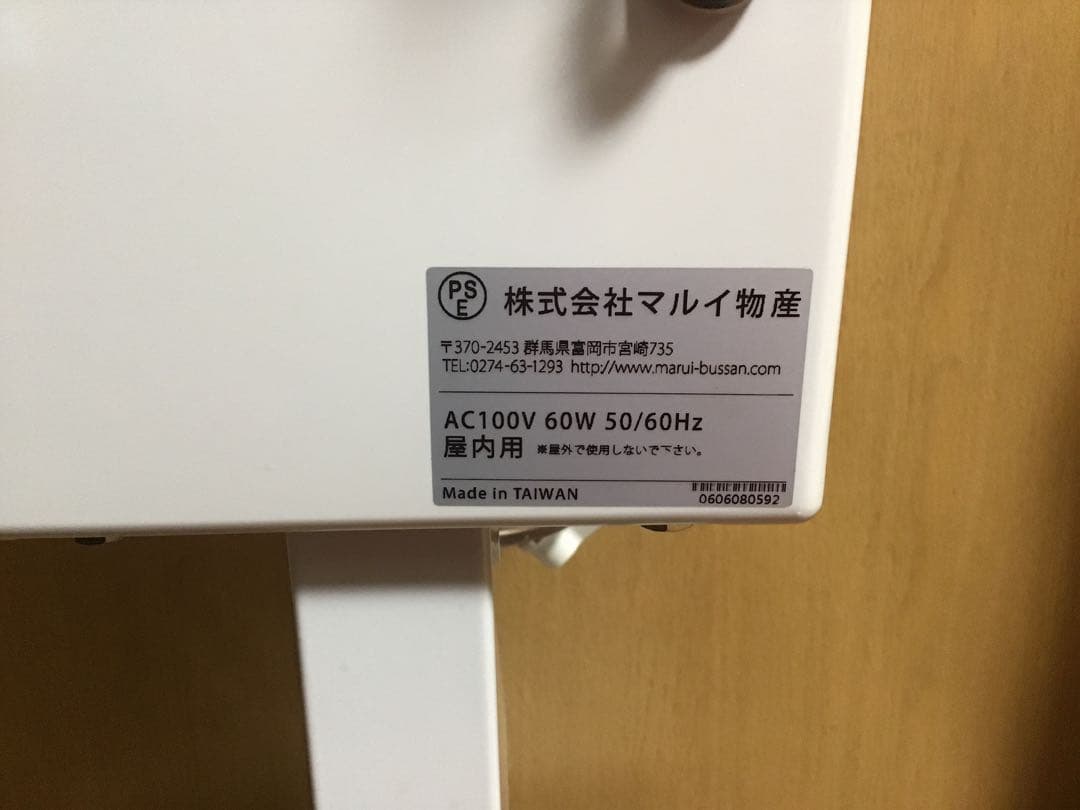 PSE 株式会社マルイ物産
〒370-2453 群馬県富岡市宮崎735
TEL:0274-63-1293 http://www.marui-bussan.com
AC100V 60W 50/60Hz
屋内用 ※屋外で使用しないで下さい。
Made in TAIWAN 0606080592